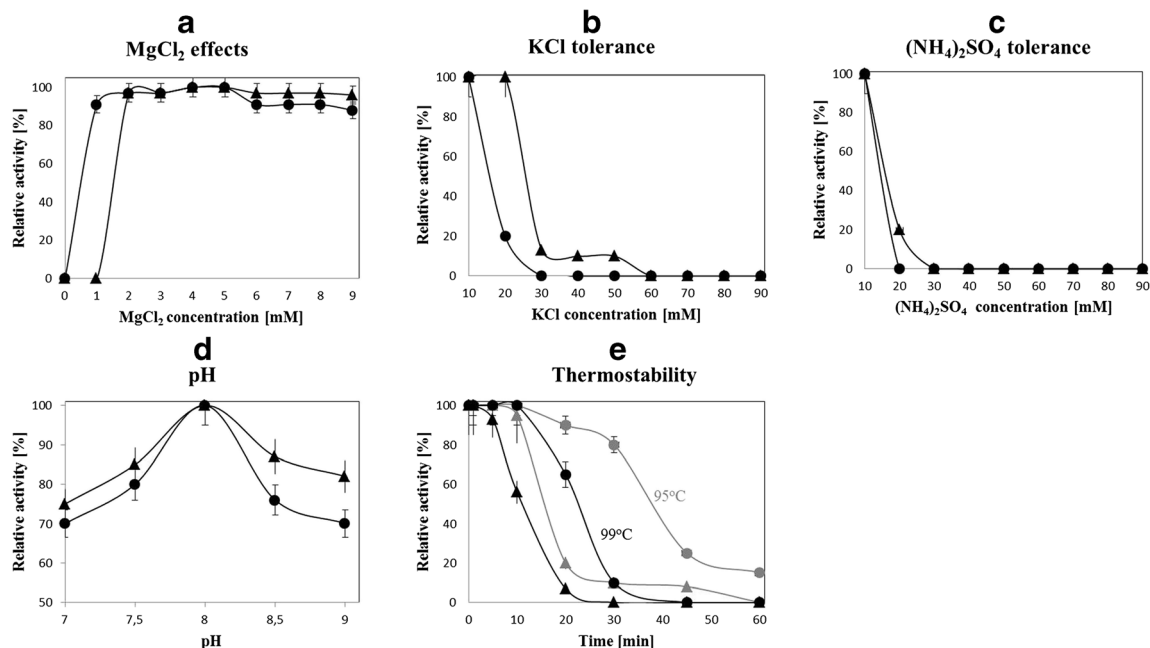 a
MgCl₂ effects
Relative activity [%]
100
80
60
40
20
0
0 1 2 3 4 5 6 7 8 9
MgCl₂ concentration [mM]
b
KCl tolerance
Relative activity [%]
100
80
60
40
20
0
10 20 30 40 50 60 70 80 90
KCl concentration [mM]
c
(NH₄)₂SO₄ tolerance
Relative activity [%]
100
80
60
40
20
0
10 20 30 40 50 60 70 80 90
(NH₄)₂SO₄ concentration [mM]
d
pH
Relative activity [%]
100
90
80
70
60
50
7 7,5 8 8,5 9
pH
e
Thermostability
Relative activity [%]
100
80
60
40
20
0
95ºC
99ºC
0 10 20 30 40 50 60
Time [min]